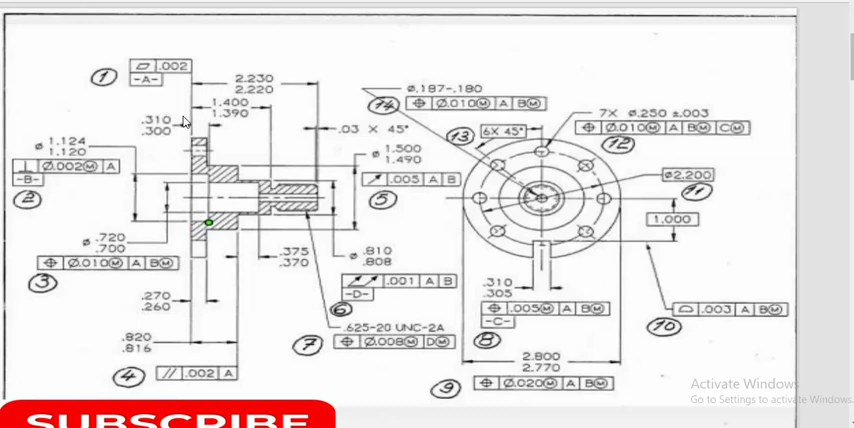 1
⏥ .002
-A-
2.230
2.220
1.400
1.390
.310
.300
.03 X 45°
⌀ 1.124
1.120
⟂ ⌀.002Ⓜ A
-B-
2
⌀ 1.500
1.490
↗ .005 A B
5
⌀ .720
.700
⌖ ⌀.010Ⓜ A BⓂ
3
.375
.370
⌀ .810
.808
⌰ .001 A B
-D-
6
.270
.260
.820
.816
4
⫽ .002 A
.625-20 UNC-2A
7
⌖ ⌀.008Ⓜ DⓂ
⌀.187-.180
14
⌖ ⌀.010Ⓜ A BⓂ
13
6X 45°
7X ⌀.250 ±.003
⌖ ⌀.010Ⓜ A BⓂ CⓂ
12
⌀2.200
11
1.000
.310
.305
⌖ .005Ⓜ A BⓂ
-C-
8
⌓ .003 A BⓂ
10
2.800
2.770
9
⌖ ⌀.020Ⓜ A BⓂ
Activate Windows
Go to Settings to activate Windows.
SUBSCRIBE